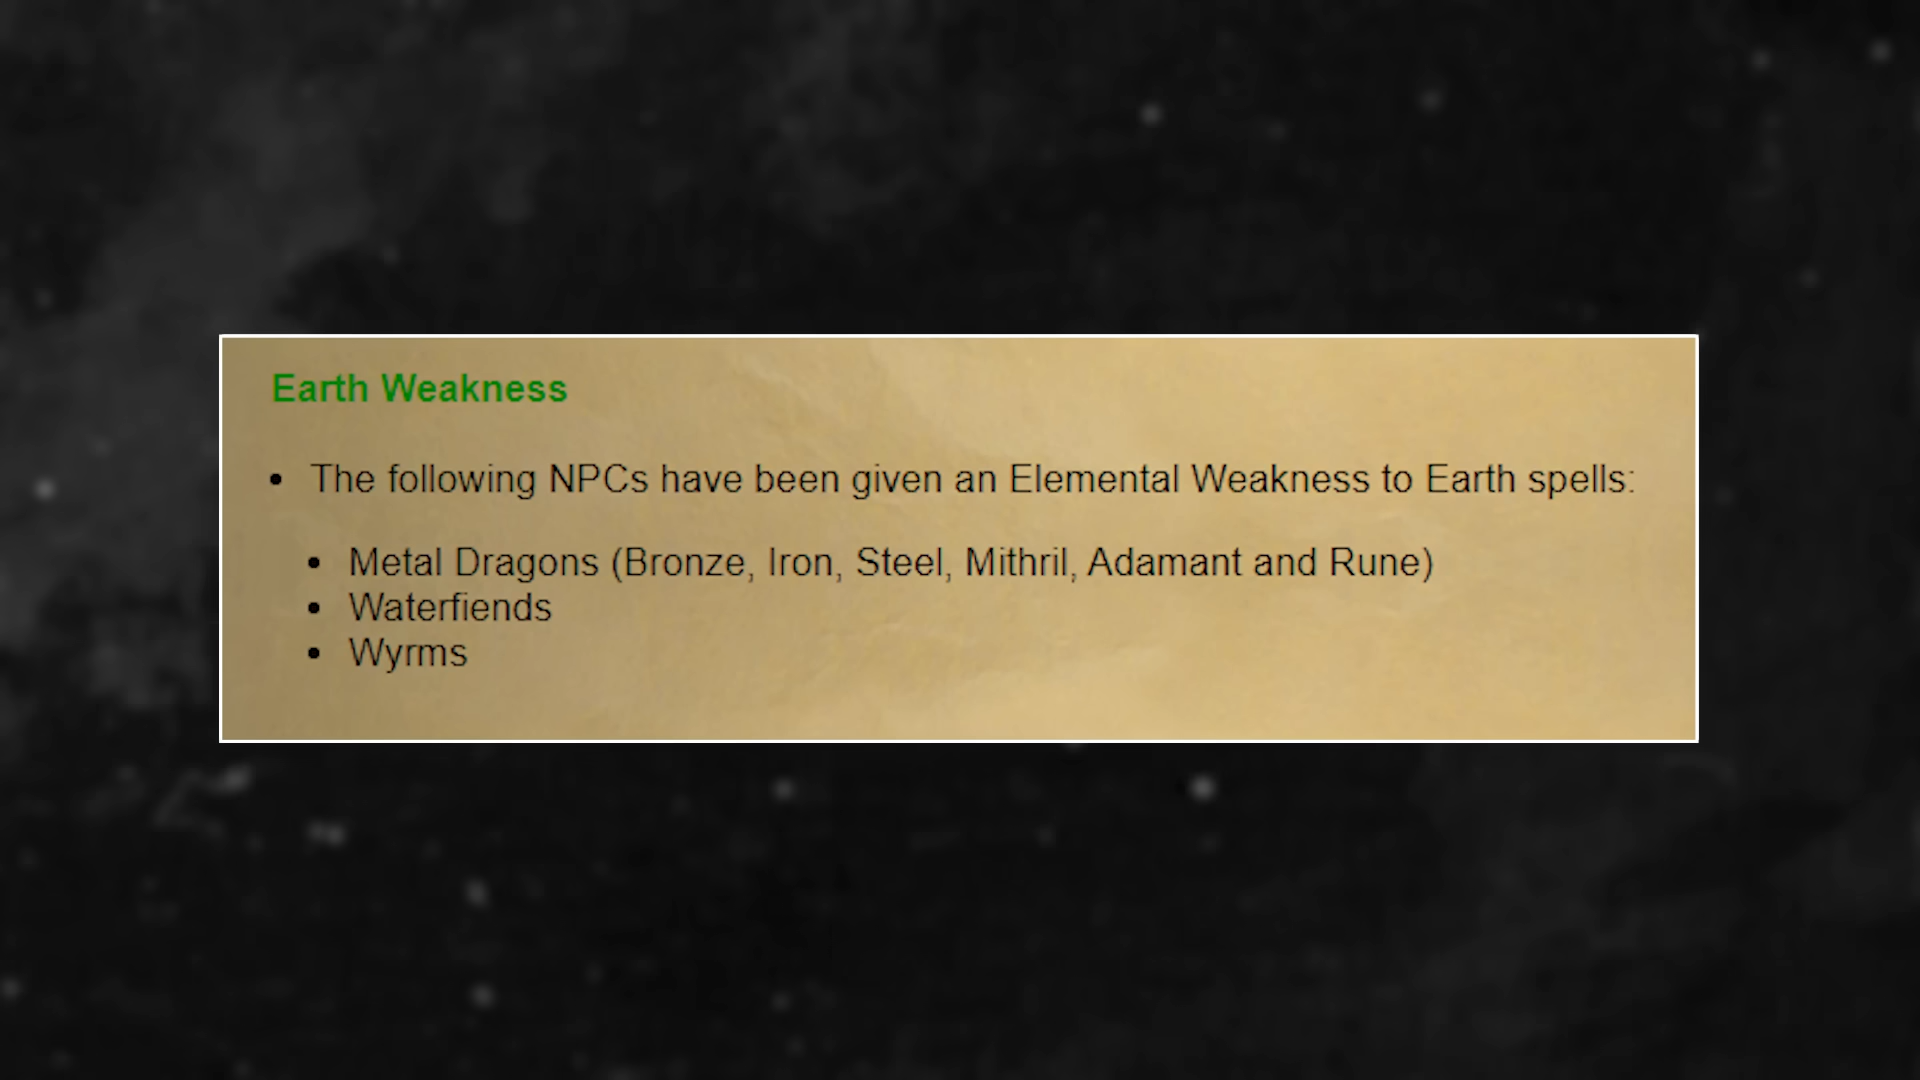 Earth Weakness
• The following NPCs have been given an Elemental Weakness to Earth spells:
• Metal Dragons (Bronze, Iron, Steel, Mithril, Adamant and Rune)
• Waterfiends
• Wyrms